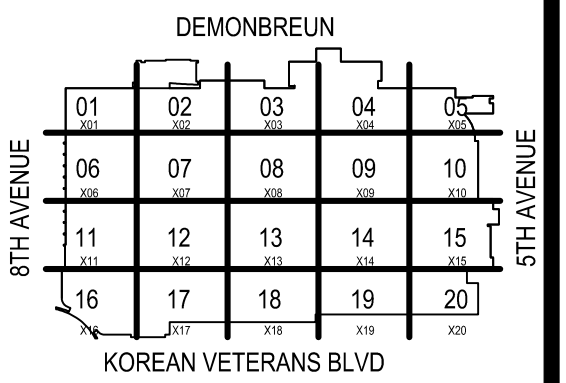 DEMONBREUN
01 02 03 04 05
X01 X02 X03 X04 X05
8TH AVENUE
06 07 08 09 10
X06 X07 X08 X09 X10
5TH AVENUE
11 12 13 14 15
X11 X12 X13 X14 X15
16 17 18 19 20
X16 X17 X18 X19 X20
KOREAN VETERANS BLVD